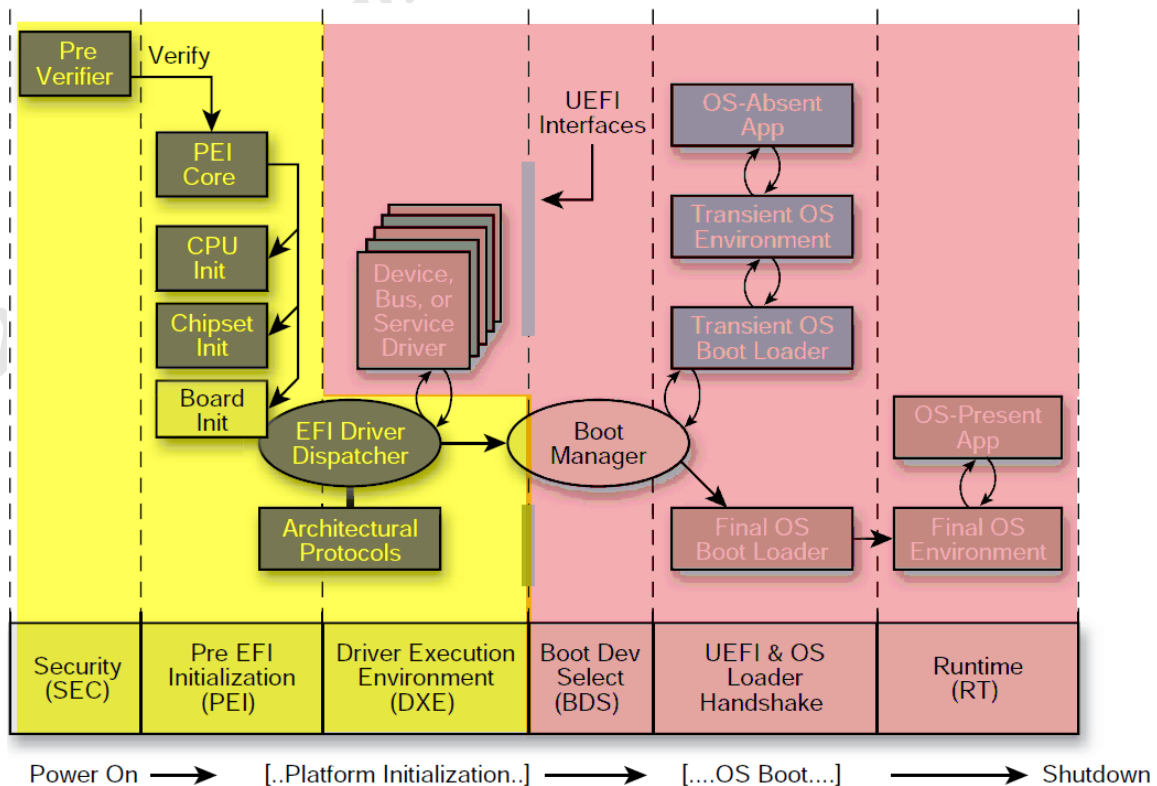 Pre
Verifier
Verify
PEI
Core
CPU
Init
Chipset
Init
Board
Init
Device,
Bus, or
Service
Driver
EFI Driver
Dispatcher
Architectural
Protocols
UEFI
Interfaces
Boot
Manager
OS-Absent
App
Transient OS
Environment
Transient OS
Boot Loader
Final OS
Boot Loader
OS-Present
App
Final OS
Environment
Security
(SEC)
Pre EFI
Initialization
(PEI)
Driver Execution
Environment
(DXE)
Boot Dev
Select
(BDS)
UEFI & OS
Loader
Handshake
Runtime
(RT)
Power On
[..Platform Initialization..]
[....OS Boot....]
Shutdown